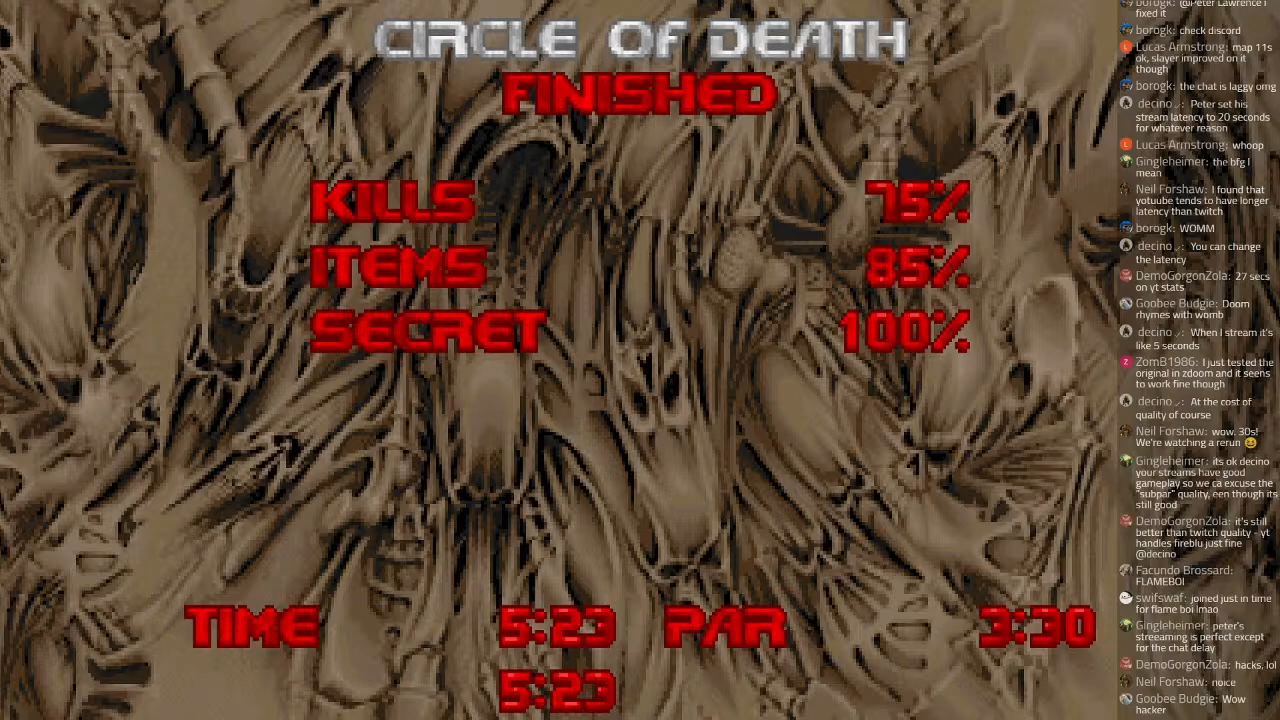 CIRCLE OF DEATH
FINISHED
KILLS 75%
ITEMS 85%
SECRET 100%
TIME 5:23 PAR 3:30
5:23
borogk: @Peter Lawrence I
fixed it
borogk: check discord
Lucas Armstrong: map 11s
ok, slayer improved on it
though
borogk: the chat is laggy omg
decino: Peter set his
stream latency to 20 seconds
for whatever reason
Lucas Armstrong: whoop
Gingleheimer: the bfg I
mean
Neil Forshaw: I found that
yotuube tends to have longer
latency than twitch
borogk: WOMM
decino: You can change
the latency
DemoGorgonZola: 27 secs
on yt stats
Goobee Budgie: Doom
rhymes with womb
decino: When I stream it's
like 5 seconds
ZomB1986: I just tested the
original in zdoom and it seems
to work fine though
decino: At the cost of
quality of course
Neil Forshaw: wow. 30s!
We're watching a rerun 😆
Gingleheimer: its ok decino
your streams have good
gameplay so we ca excuse the
"subpar" quality, een though its
still good
DemoGorgonZola: it's still
better than twitch quality - yt
handles fireblu just fine
@decino
Facundo Brossard:
FLAMEBOI
swifswaf: joined just in time
for flame boi lmao
Gingleheimer: peter's
streeaming is perfect except
for the chat delay
DemoGorgonZola: hacks, lol
Neil Forshaw: noice
Goobee Budgie: Wow
hacker